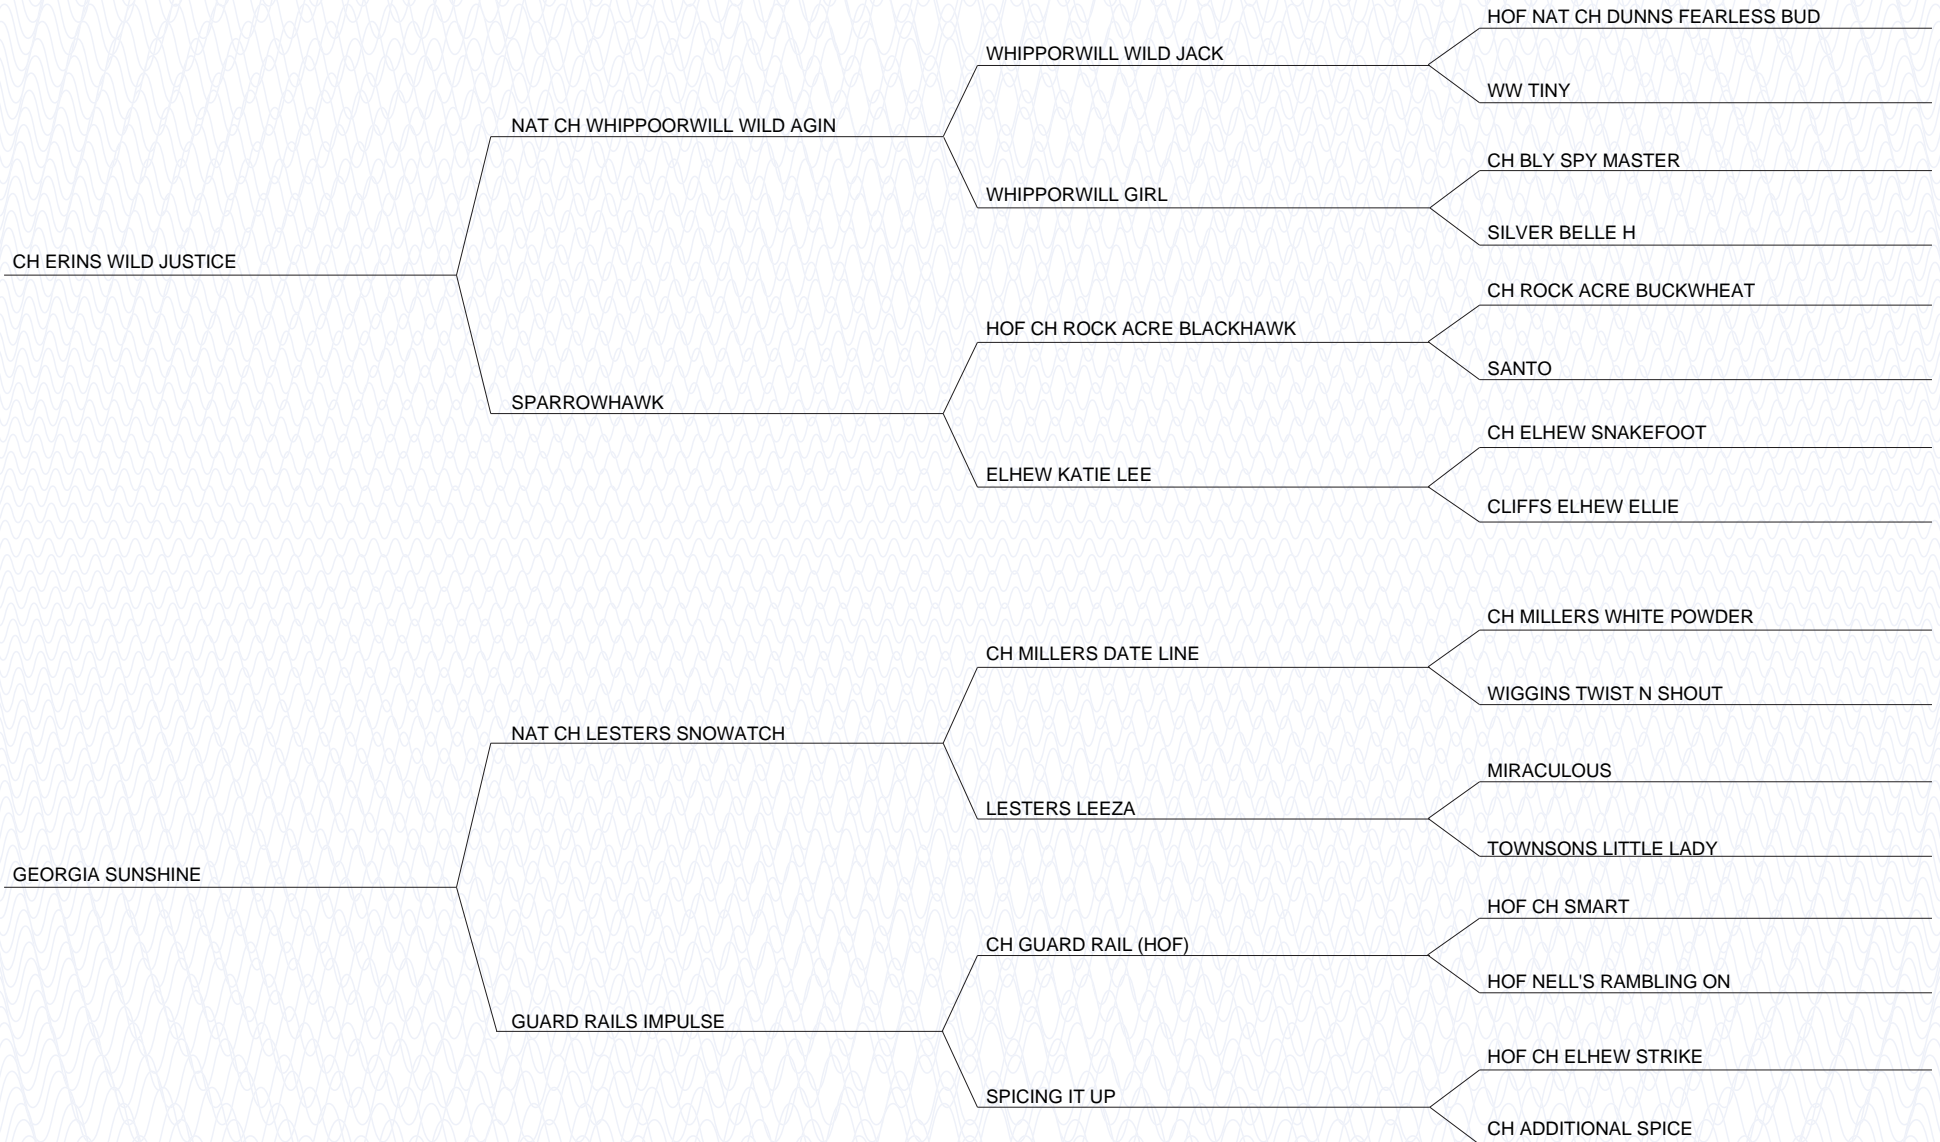 HOF NAT CH DUNNS FEARLESS BUD
WHIPPORWILL WILD JACK
WW TINY
NAT CH WHIPPOORWILL WILD AGIN
CH BLY SPY MASTER
WHIPPORWILL GIRL
SILVER BELLE H
CH ERINS WILD JUSTICE
CH ROCK ACRE BUCKWHEAT
HOF CH ROCK ACRE BLACKHAWK
SANTO
SPARROWHAWK
CH ELHEW SNAKEFOOT
ELHEW KATIE LEE
CLIFFS ELHEW ELLIE
CH MILLERS WHITE POWDER
CH MILLERS DATE LINE
WIGGINS TWIST N SHOUT
NAT CH LESTERS SNOWATCH
MIRACULOUS
LESTERS LEEZA
TOWNSONS LITTLE LADY
GEORGIA SUNSHINE
HOF CH SMART
CH GUARD RAIL (HOF)
HOF NELL'S RAMBLING ON
GUARD RAILS IMPULSE
HOF CH ELHEW STRIKE
SPICING IT UP
CH ADDITIONAL SPICE